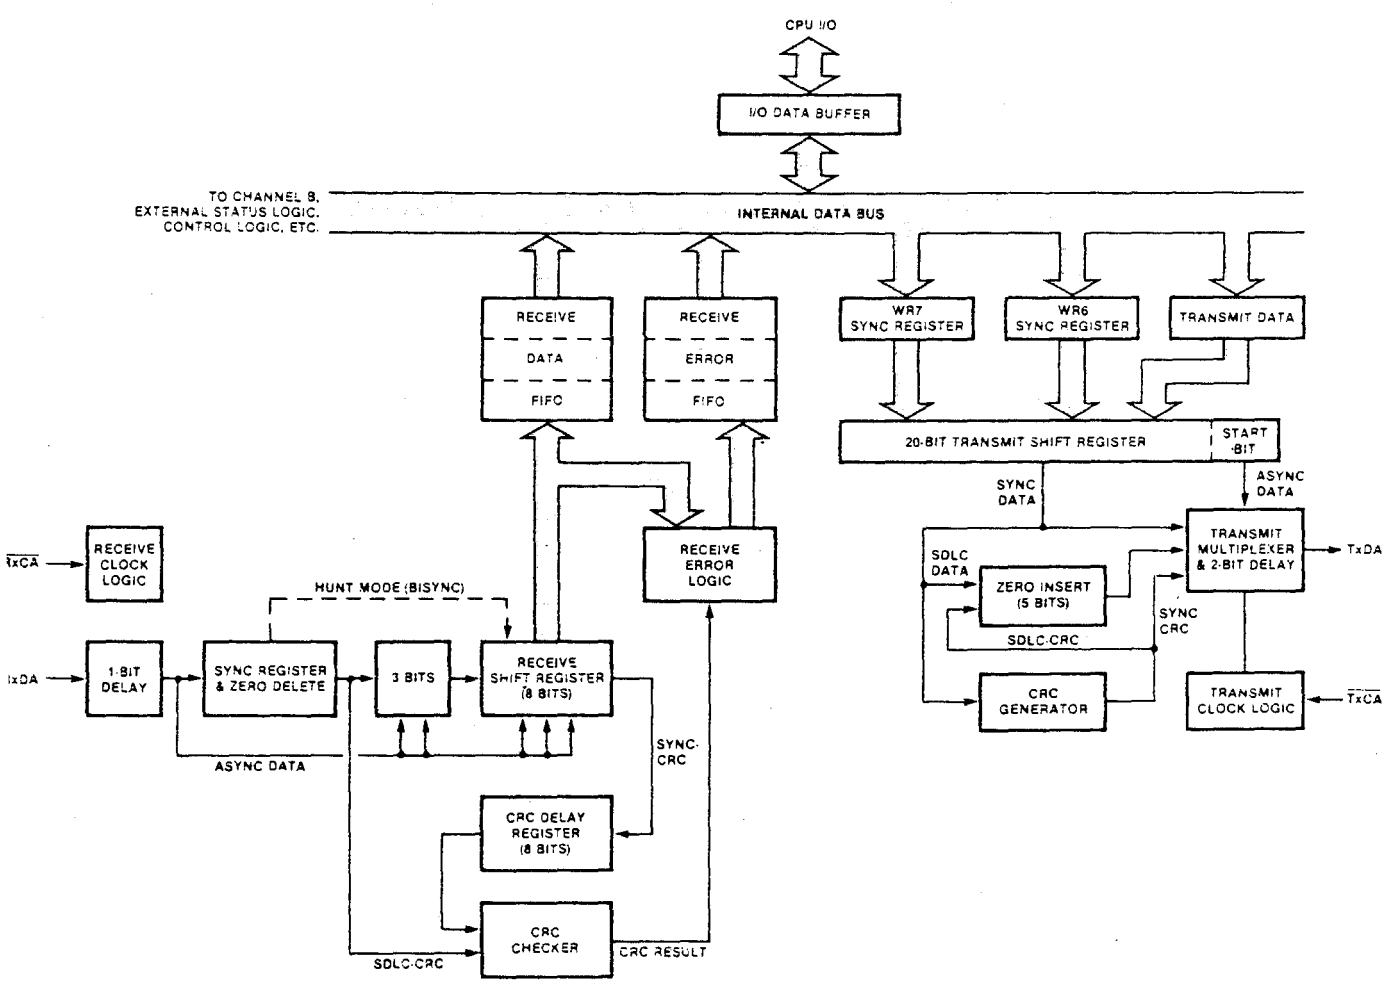 CPU I/O
I/O DATA BUFFER
TO CHANNEL B,
EXTERNAL STATUS LOGIC,
CONTROL LOGIC, ETC.
INTERNAL DATA BUS
RECEIVE
DATA
FIFO
RECEIVE
ERROR
FIFO
WR7
SYNC REGISTER
WR6
SYNC REGISTER
TRANSMIT DATA
20-BIT TRANSMIT SHIFT REGISTER
START
BIT
SYNC
DATA
ASYNC
DATA
RxCA
RECEIVE
CLOCK
LOGIC
RECEIVE
ERROR
LOGIC
SDLC
DATA
ZERO INSERT
(5 BITS)
TRANSMIT
MULTIPLEXER
& 2-BIT DELAY
TxDA
HUNT MODE (BISYNC)
SDLC-CRC
SYNC
CRC
RxDA
1-BIT
DELAY
SYNC REGISTER
& ZERO DELETE
3 BITS
RECEIVE
SHIFT REGISTER
(8 BITS)
CRC
GENERATOR
TRANSMIT
CLOCK LOGIC
TxCA
ASYNC DATA
SYNC-
CRC
CRC DELAY
REGISTER
(8 BITS)
CRC
CHECKER
SDLC-CRC
CRC RESULT